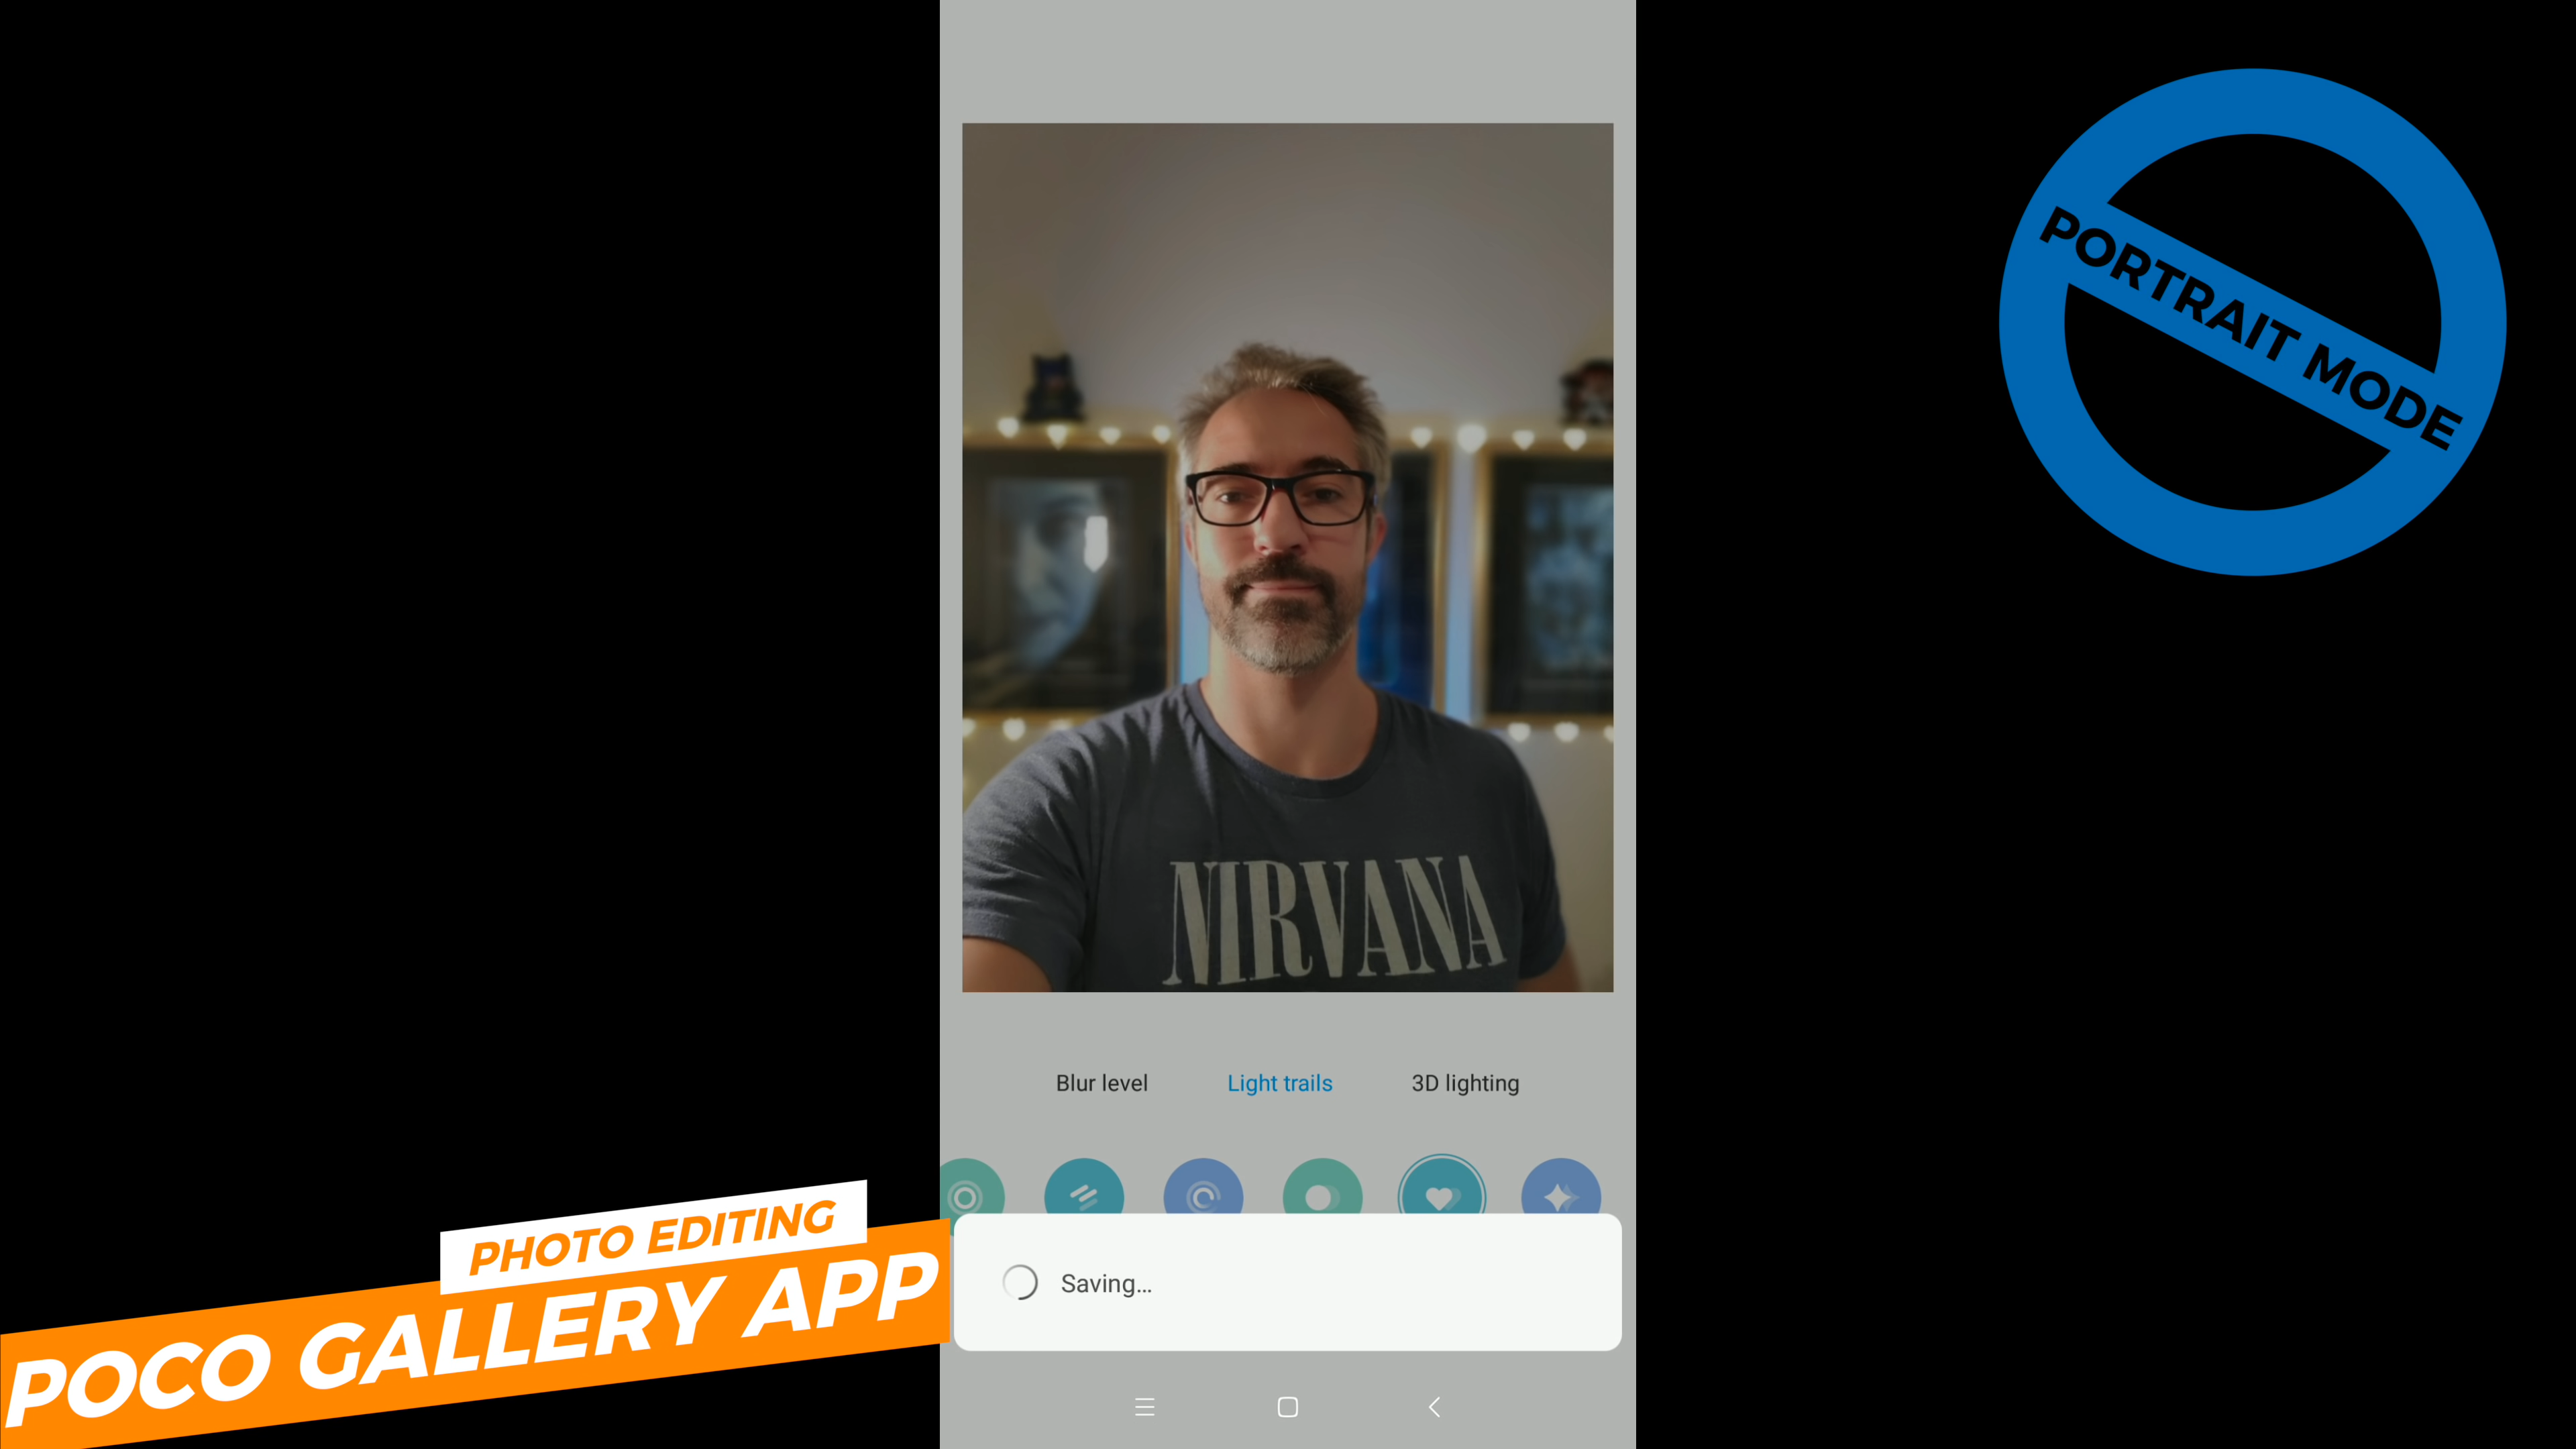 PORTRAIT MODE
NIRVANA
Blur level Light trails 3D lighting
PHOTO EDITING
POCO GALLERY APP
Saving...